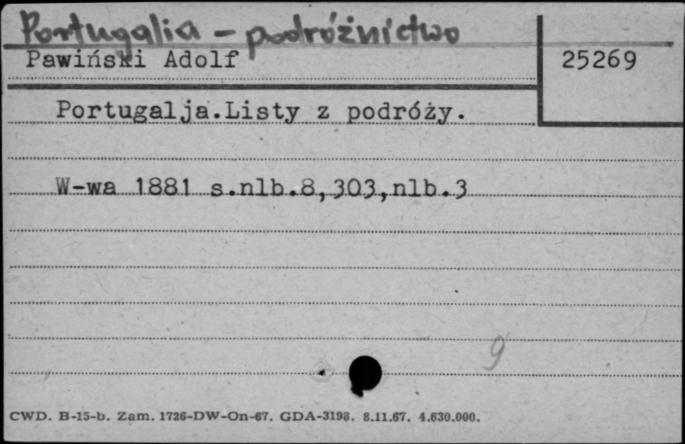 Portugalia - podróżnictwo
Pawiński Adolf
25269
Portugalja.Listy z podróży.
W-wa 1881 s.nlb.8,303,nlb.3
9
CWD. B-15-b. Zam. 1726-DW-On-67. GDA-3198. 8.11.67. 4.630.000.